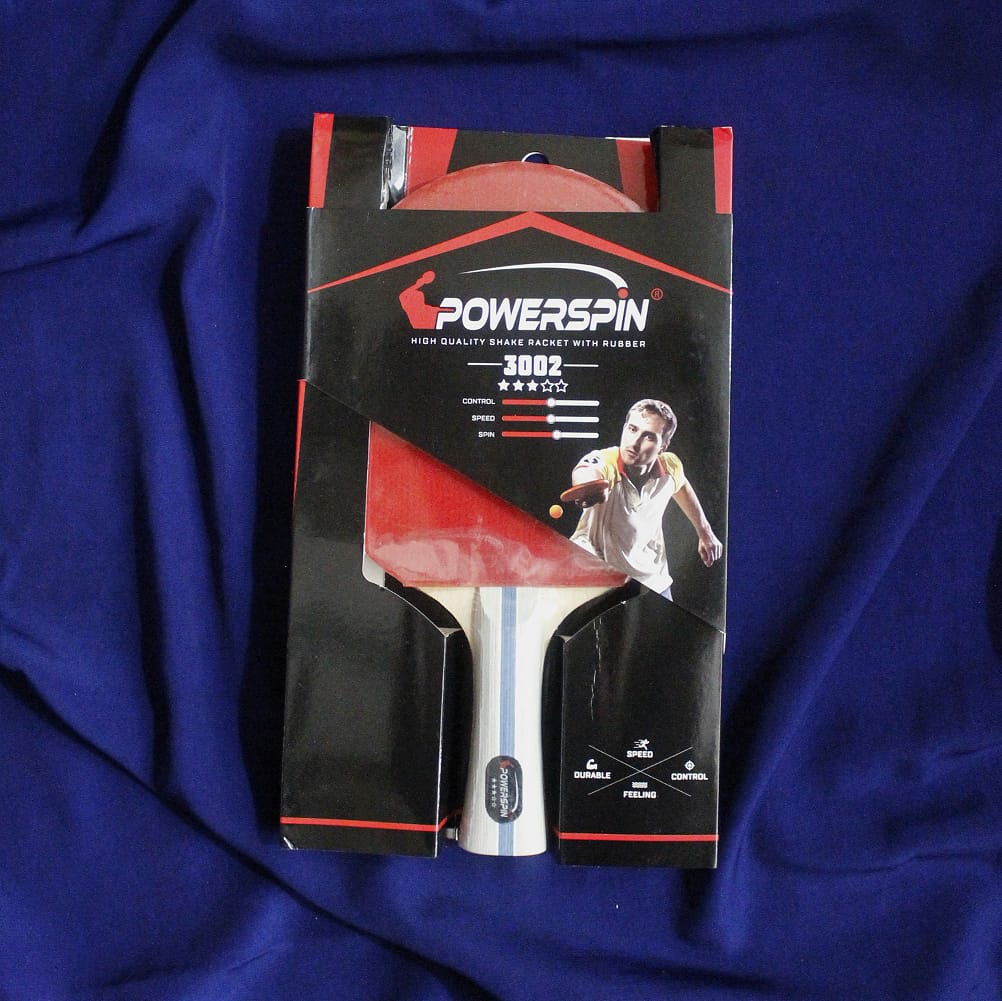 POWERSPIN®
HIGH QUALITY SHAKE RACKET WITH RUBBER
3002
CONTROL
SPEED
SPIN
SPEED
DURABLE
CONTROL
FEELING
POWERSPIN